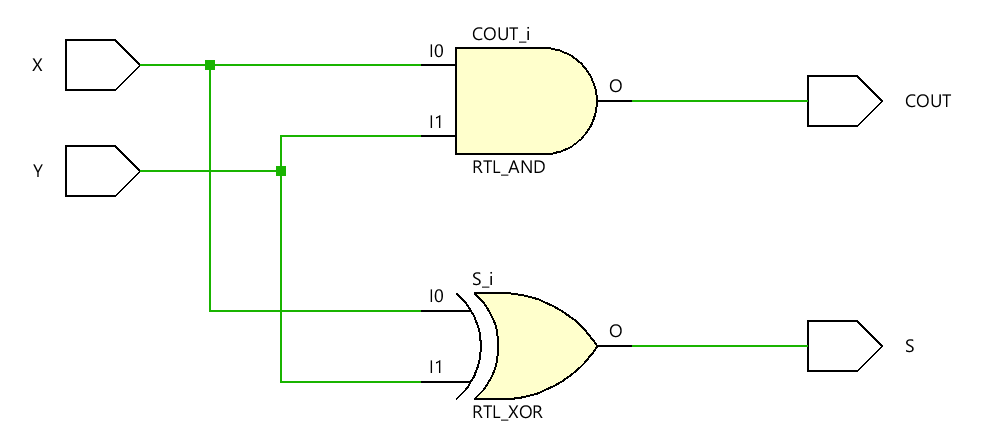 COUT_i
X
I0
O
COUT
I1
Y
RTL_AND
S_i
I0
O
S
I1
RTL_XOR